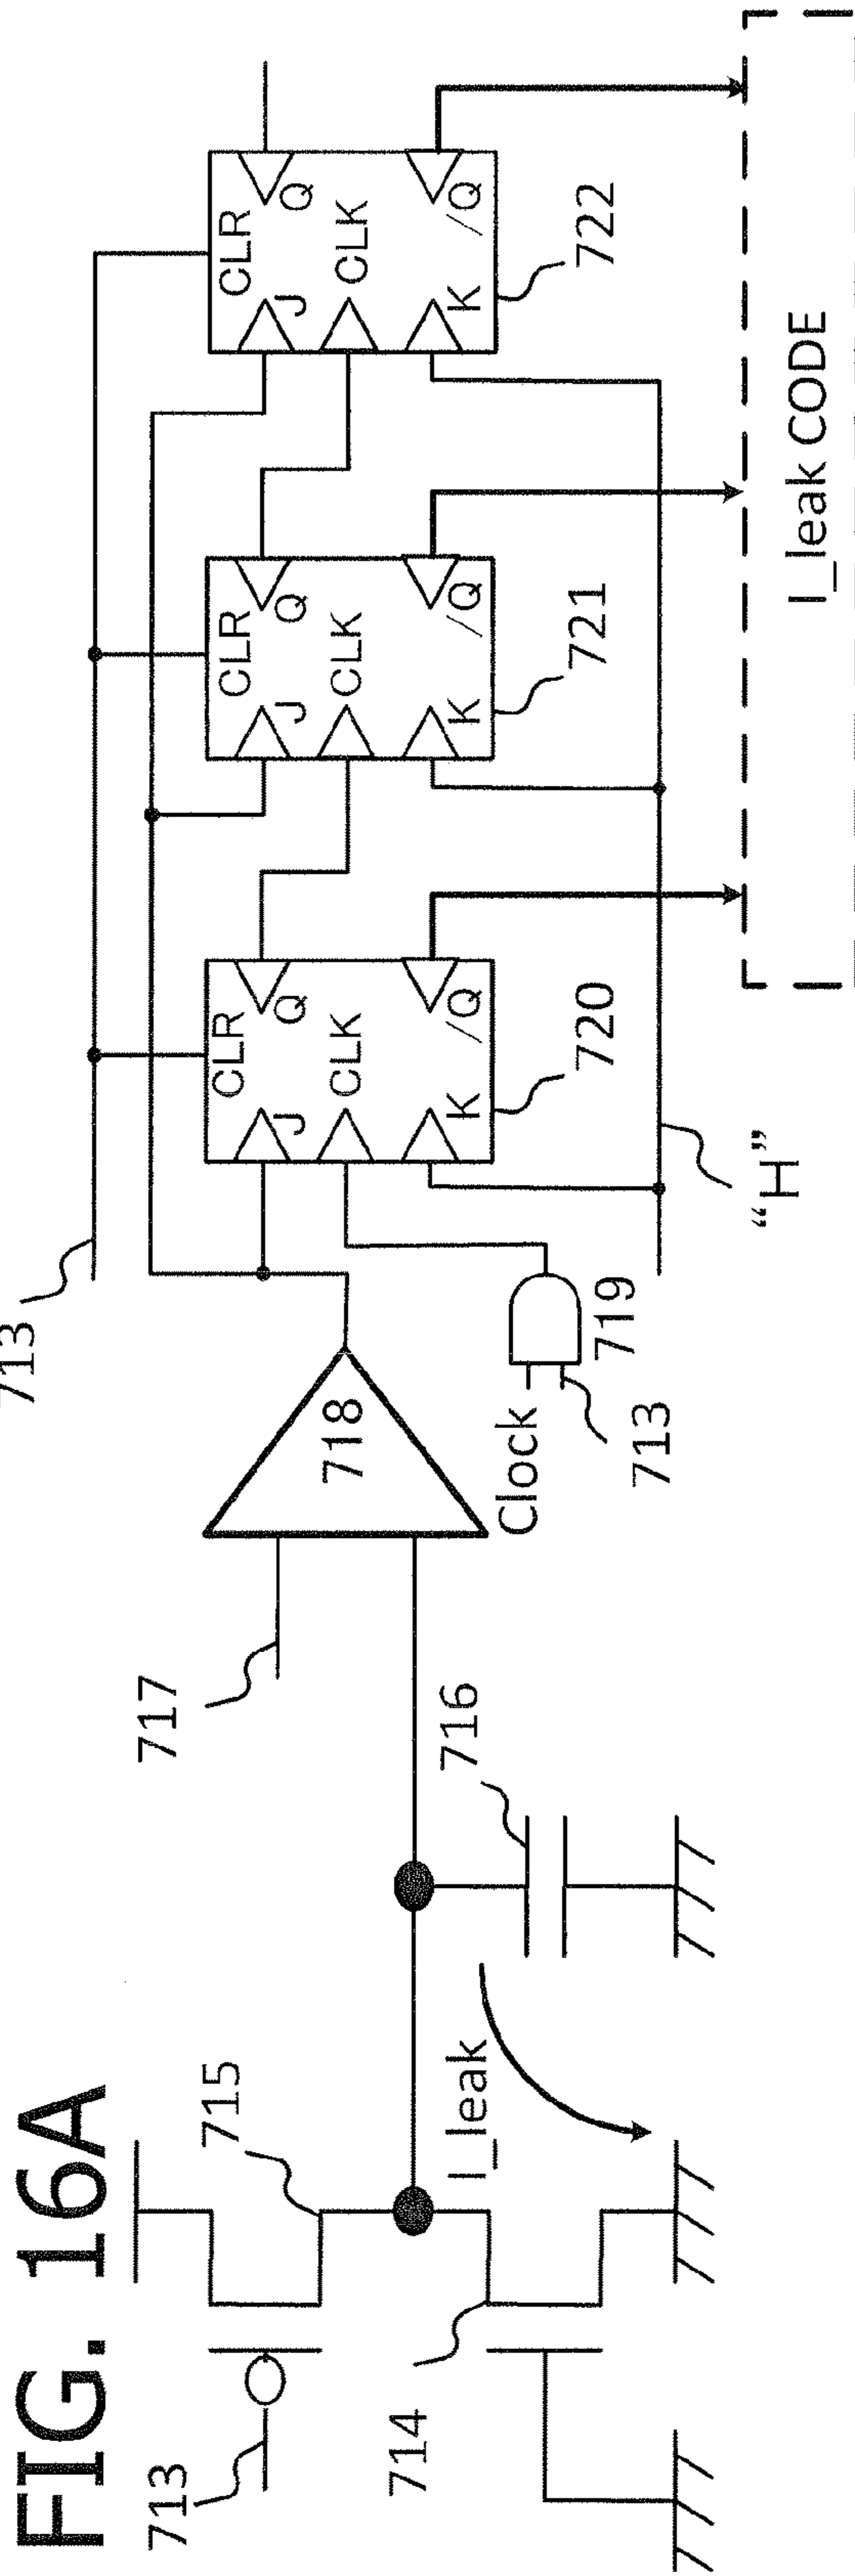 FIG. 16A
713
715
714
I_leak
716
717
718
Clock
713
719
713
CLR
J
Q
CLK
K
/Q
720
CLR
J
Q
CLK
K
/Q
721
CLR
J
Q
CLK
K
/Q
722
“H”
I_leak CODE